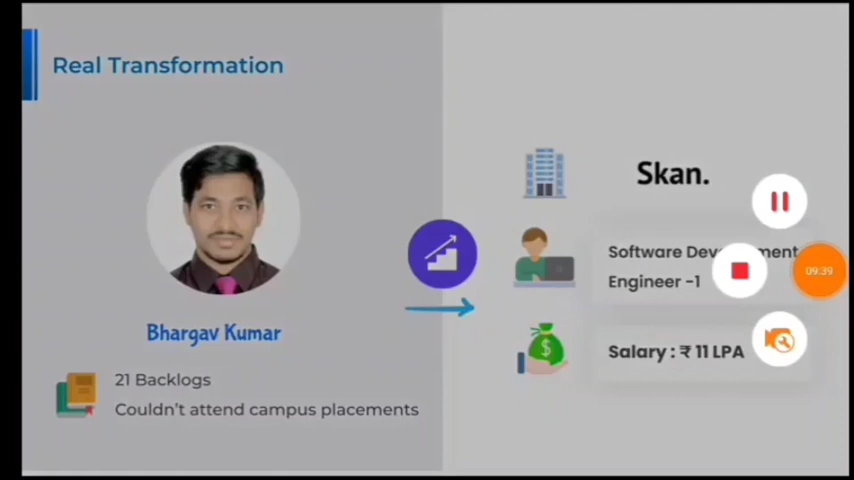 Real Transformation
Bhargav Kumar
21 Backlogs
Couldn't attend campus placements
Skan.
Software Dev ment
Engineer -1
Salary : ₹ 11 LPA
09:39